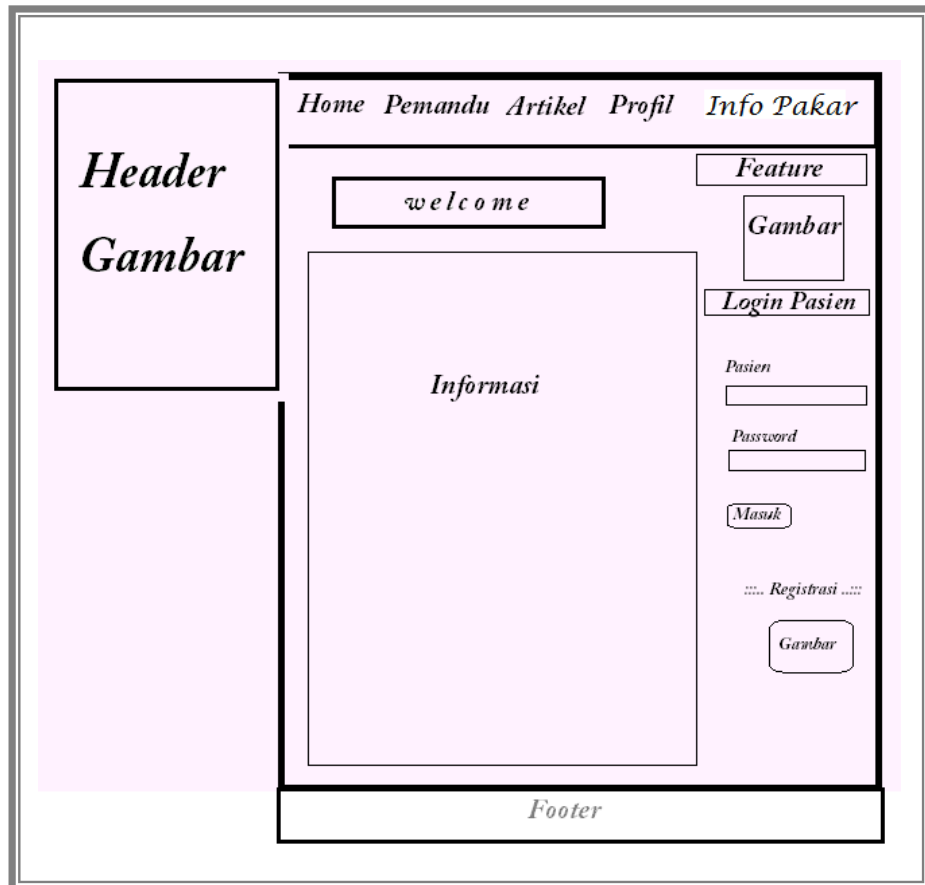 Header
Gambar
Home Pemandu Artikel Profil Info Pakar
welcome
Informasi
Feature
Gambar
Login Pasien
Pasien
Password
Masuk
:::.. Registrasi ..:::
Gambar
Footer